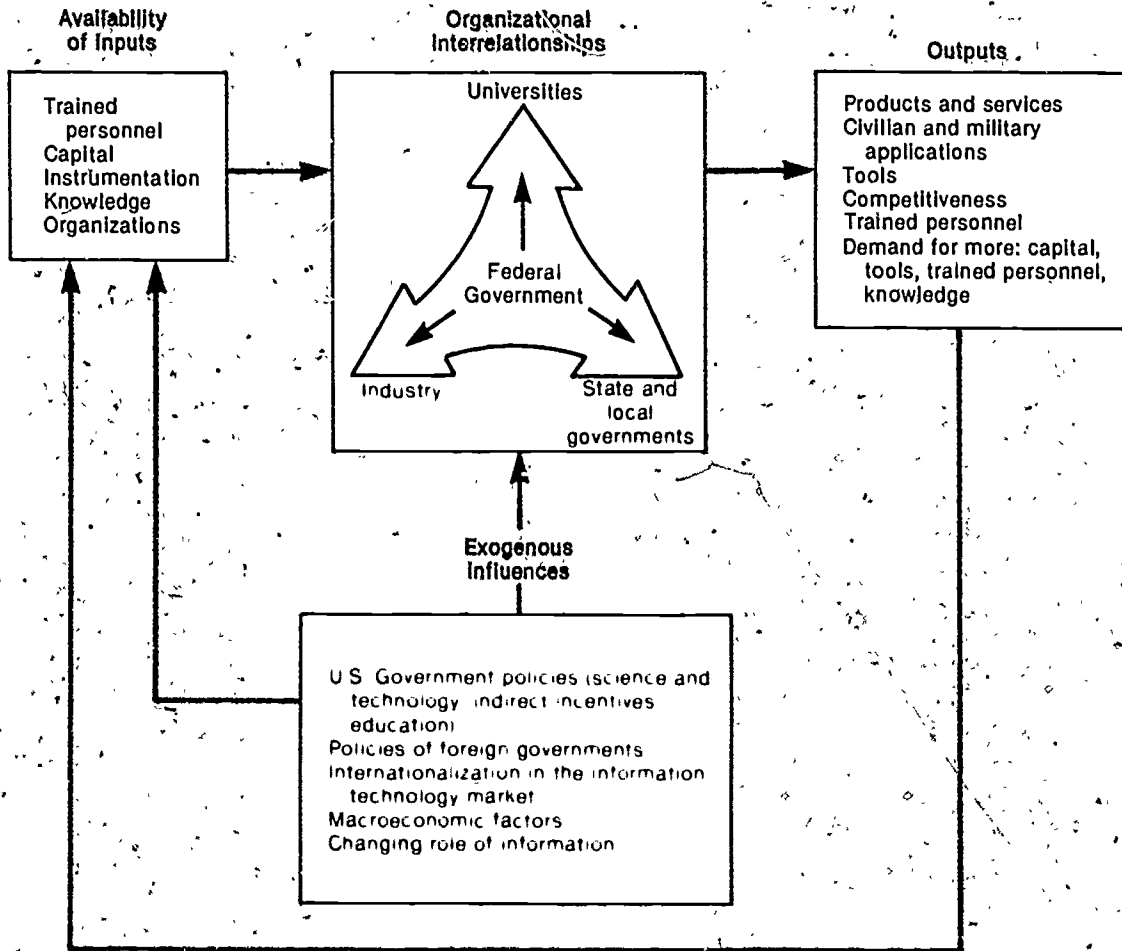 Availability
of Inputs
Trained
personnel
Capital
Instrumentation
Knowledge
Organizations
Organizational
Interrelationships
Universities
Federal
Government
Industry
State and
local
governments
Outputs
Products and services
Civilian and military
applications
Tools
Competitiveness
Trained personnel
Demand for more: capital,
tools, trained personnel,
knowledge
Exogenous
Influences
U S Government policies (science and
technology indirect incentives
education)
Policies of foreign governments
Internationalization in the information
technology market
Macroeconomic factors
Changing role of information